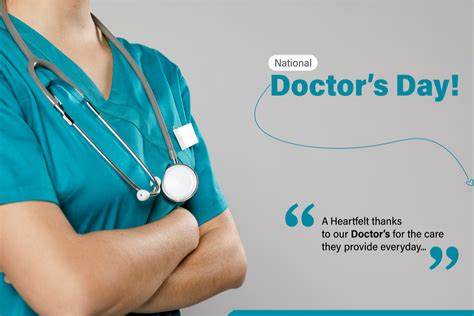 National
Doctor's Day!
“
A Heartfelt thanks
to our Doctor's for the care
they provide everyday...
”